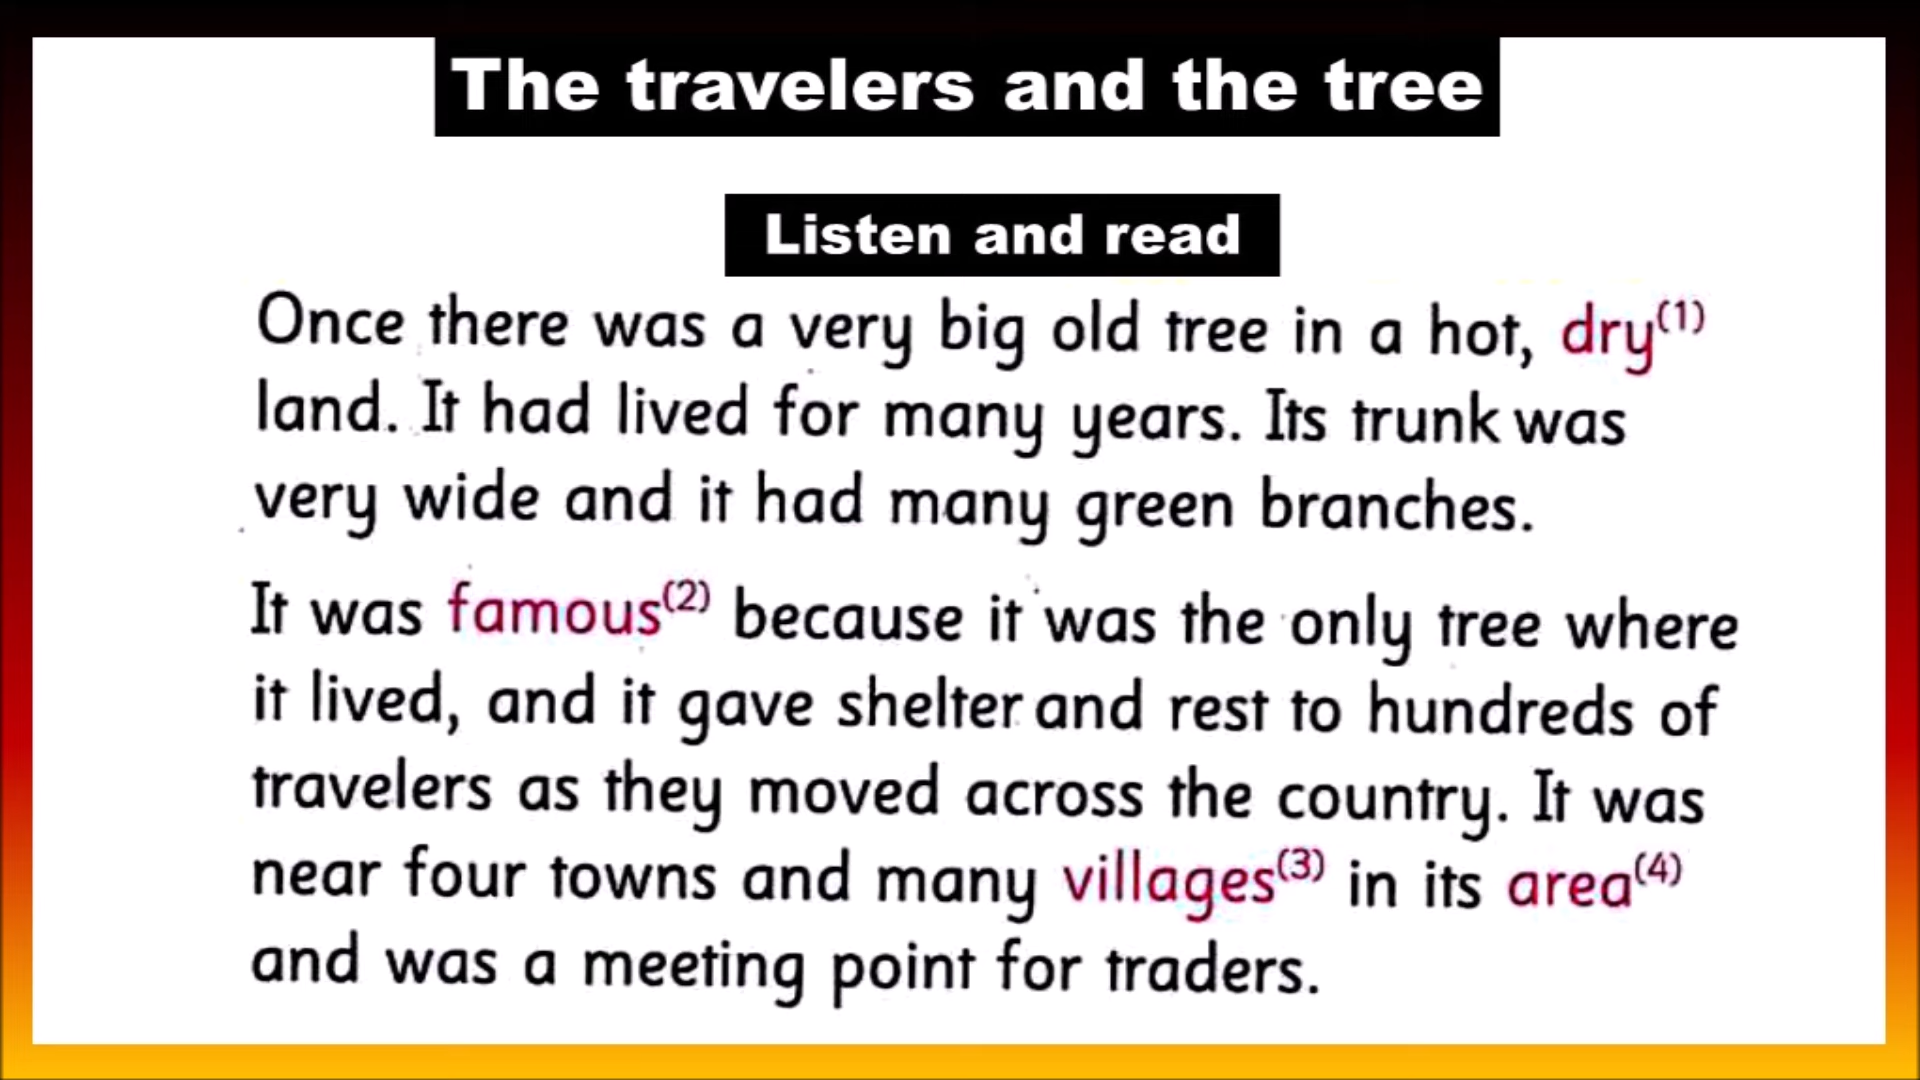 The travelers and the tree
Listen and read
Once there was a very big old tree in a hot, dry(1)
land. It had lived for many years. Its trunk was
very wide and it had many green branches.
It was famous(2) because it was the only tree where
it lived, and it gave shelter and rest to hundreds of
travelers as they moved across the country. It was
near four towns and many villages(3) in its area(4)
and was a meeting point for traders.